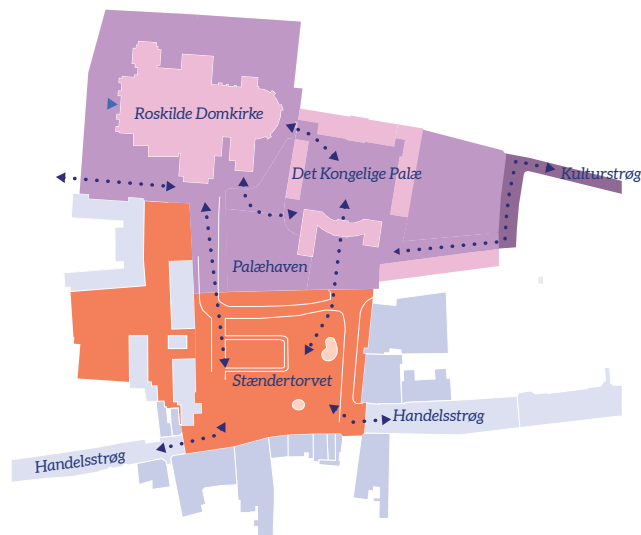 Roskilde Domkirke
Det Kongelige Palæ
Kulturstrøg
Palæhaven
Stændertorvet
Handelsstrøg
Handelsstrøg